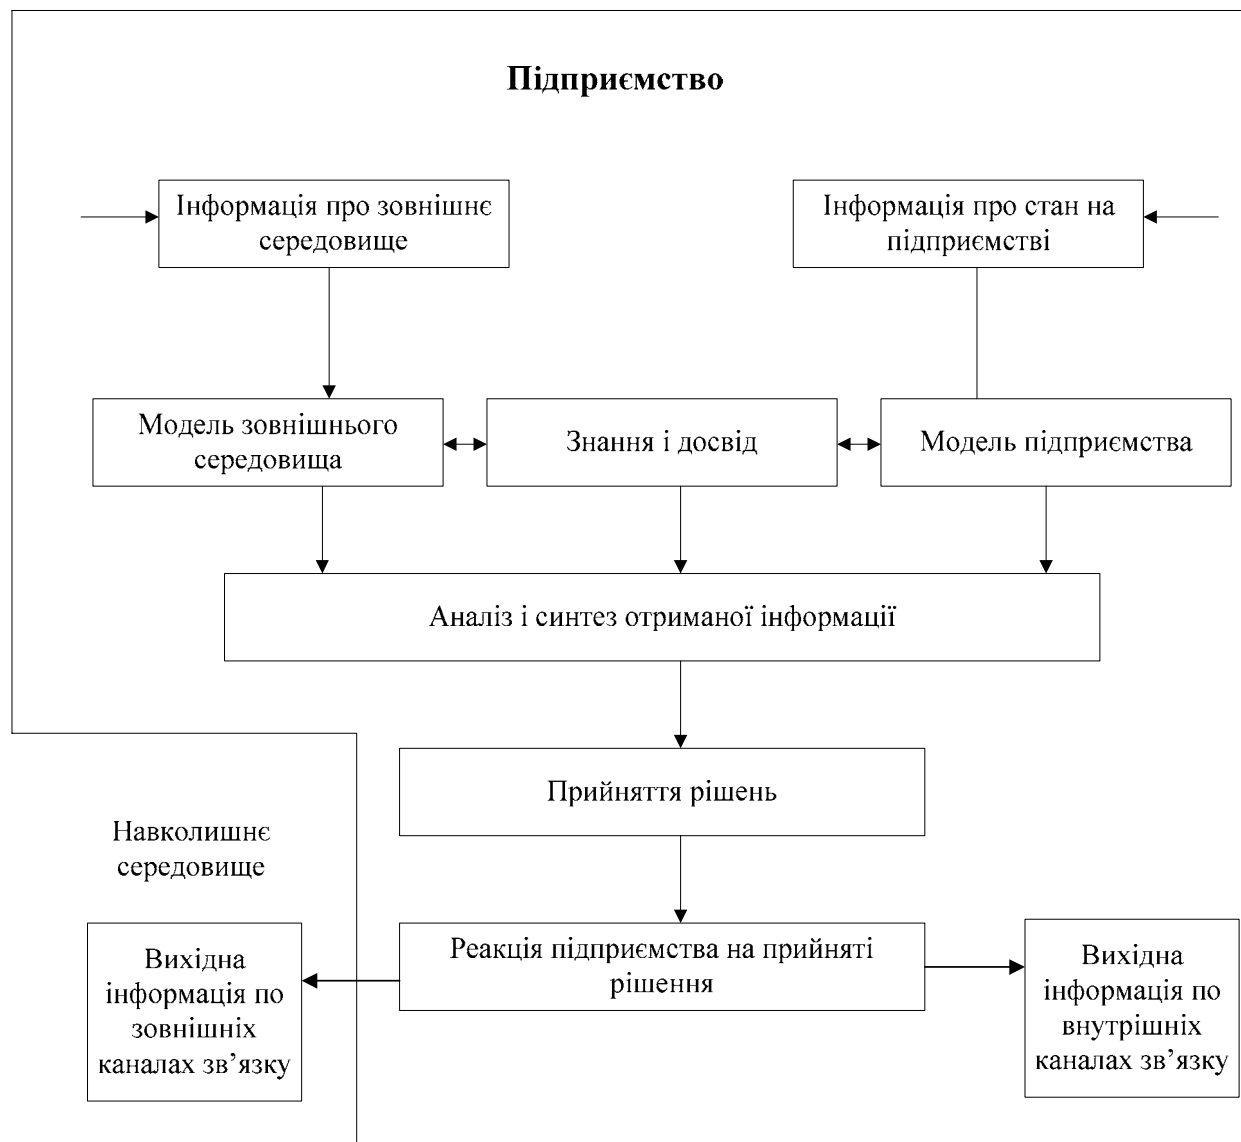 Підприємство
Інформація про зовнішнє
середовище
Інформація про стан на
підприємстві
Модель зовнішнього
середовища
Знання і досвід
Модель підприємства
Аналіз і синтез отриманої інформації
Прийняття рішень
Навколишнє
середовище
Вихідна
інформація по
зовнішніх
каналах зв’язку
Реакція підприємства на прийняті
рішення
Вихідна
інформація по
внутрішніх
каналах зв’язку